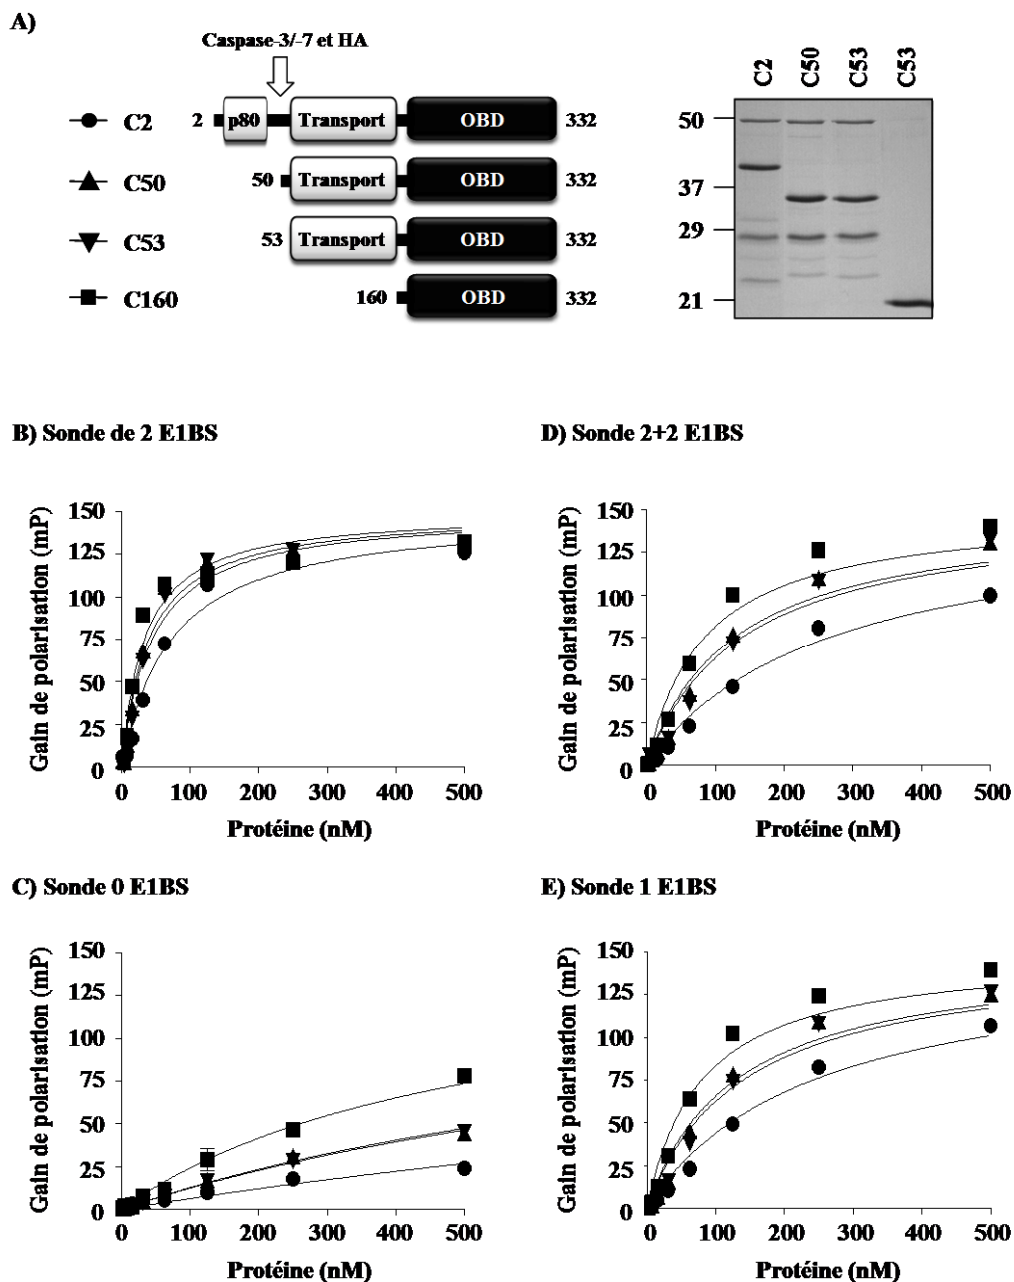 A)
Caspase-3/-7 et HA
C2
2
p80
Transport
OBD
332
C50
50
Transport
OBD
332
C53
53
Transport
OBD
332
C160
160
OBD
332
C2
C50
C53
C53
50
37
29
21
B) Sonde de 2 E1BS
Gain de polarisation (mP)
150
125
100
75
50
25
0
0 100 200 300 400 500
Protéine (nM)
D) Sonde 2+2 E1BS
Gain de polarisation (mP)
150
125
100
75
50
25
0
0 100 200 300 400 500
Protéine (nM)
C) Sonde 0 E1BS
Gain de polarisation (mP)
150
125
100
75
50
25
0
0 100 200 300 400 500
Protéine (nM)
E) Sonde 1 E1BS
Gain de polarisation (mP)
150
125
100
75
50
25
0
0 100 200 300 400 500
Protéine (nM)